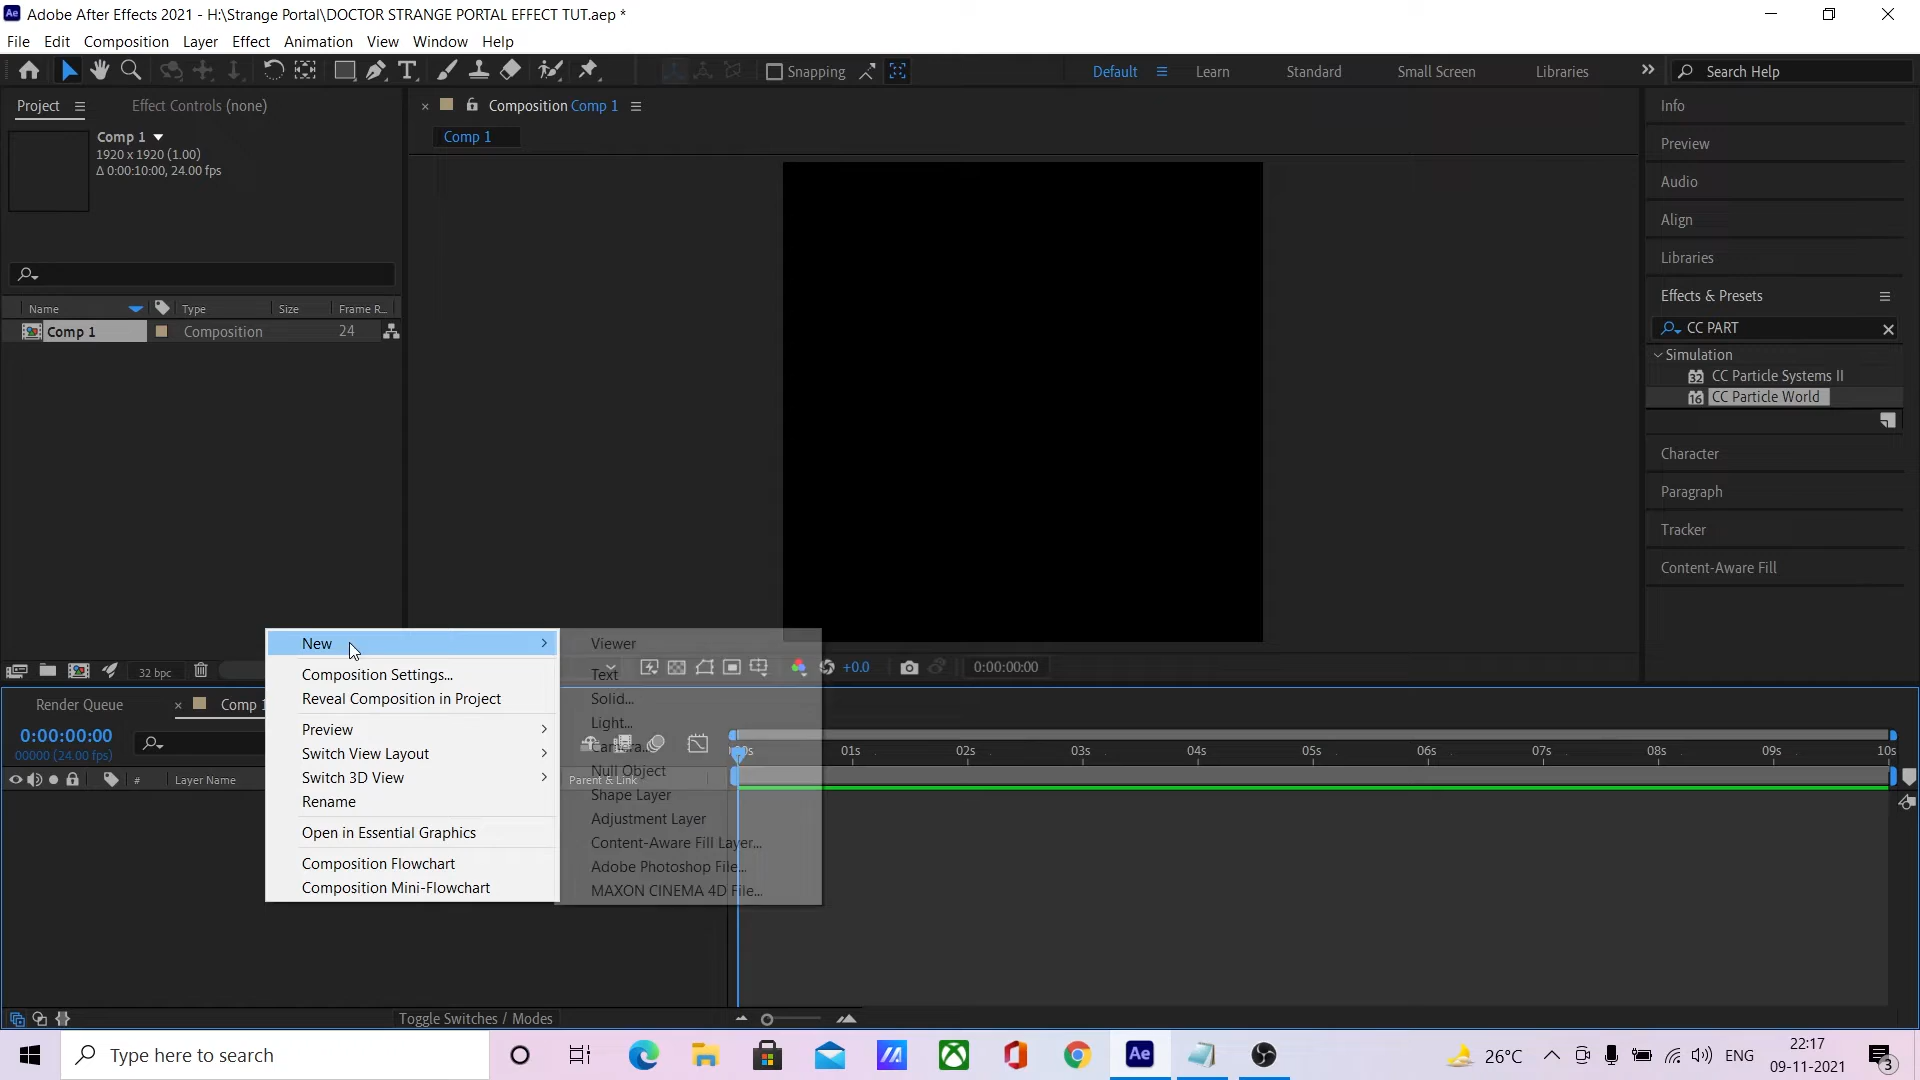 Adobe After Effects 2021 - H:\Strange Portal\DOCTOR STRANGE PORTAL EFFECT TUT.aep *
File Edit Composition Layer Effect Animation View Window Help
Snapping
Default Learn Standard Small Screen Libraries
Search Help
Project Effect Controls (none)
Composition Comp 1
Comp 1
1920 x 1920 (1.00)
Δ 0:00:10:00, 24.00 fps
Comp 1
Name Type Size Frame R...
Comp 1 Composition 24
Info
Preview
Audio
Align
Libraries
Effects & Presets
CC PART
Simulation
32 CC Particle Systems II
16 CC Particle World
Character
Paragraph
Tracker
Content-Aware Fill
32 bpc
+0.0
0:00:00:00
New
Composition Settings...
Reveal Composition in Project
Preview
Switch View Layout
Switch 3D View
Rename
Open in Essential Graphics
Composition Flowchart
Composition Mini-Flowchart
Viewer
Text
Solid...
Light...
Camera...
Null Object
Shape Layer
Adjustment Layer
Content-Aware Fill Layer...
Adobe Photoshop File...
MAXON CINEMA 4D File...
Render Queue
Comp 1
0:00:00:00
00000 (24.00 fps)
# Layer Name
Parent & Link
01s 02s 03s 04s 05s 06s 07s 08s 09s 10s
Toggle Switches / Modes
Type here to search
Ae
26°C
ENG
22:17
09-11-2021
3